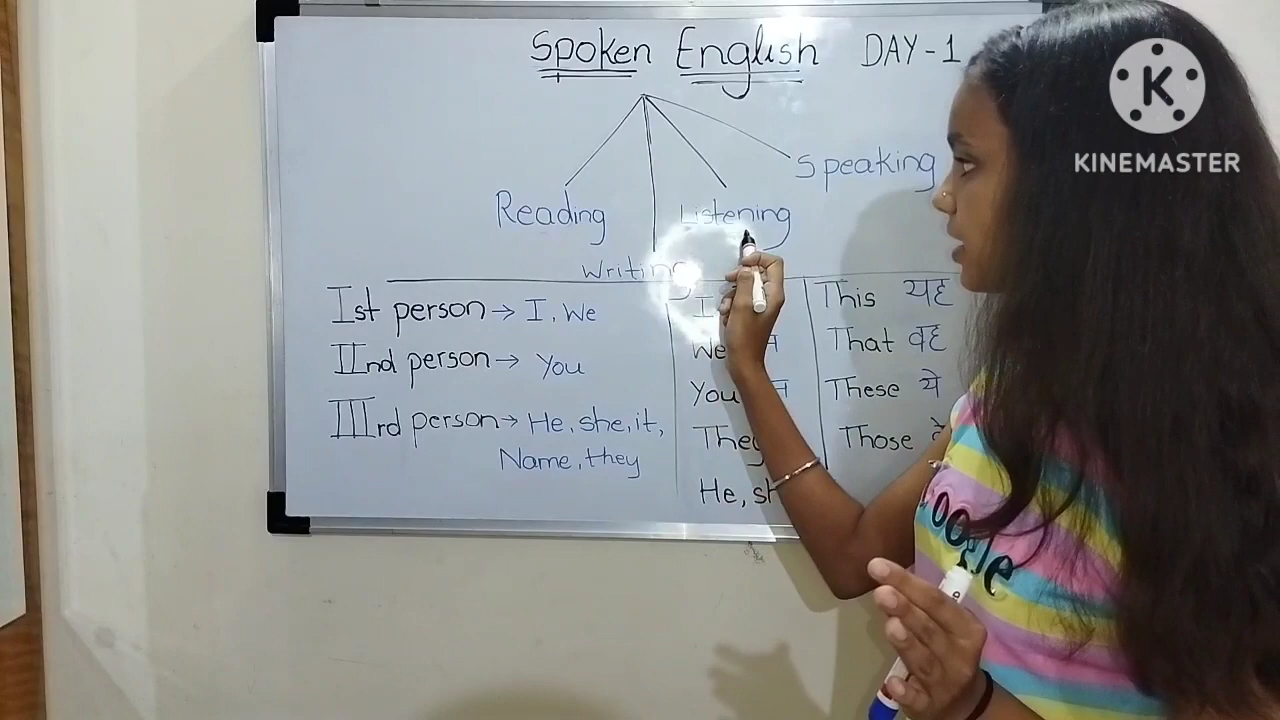 Spoken English DAY-1
Speaking
Reading
Listening
Writing
Ist person → I, We
IInd person → You
IIIrd person → He, she, it,
Name, they
I
We
You
They
He, sh
This यह
That वह
These ये
Those वे
oogle
KINEMASTER